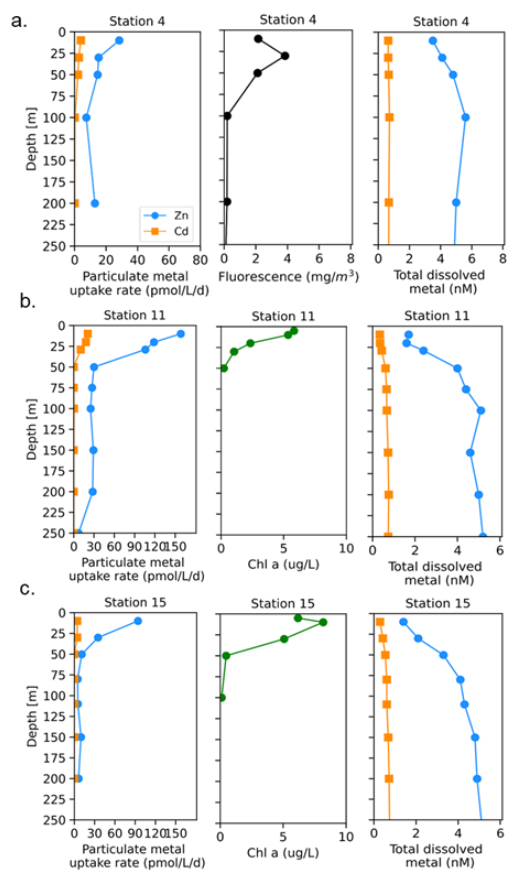 a.
Station 4
Station 4
Station 4
0
25
50
75
100
125
150
175
200
225
250
Depth [m]
Zn
Cd
0 20 40 60 80
Particulate metal
uptake rate (pmol/L/d)
0 2 4 6 8
Fluorescence (mg/m³)
0 2 4 6 8
Total dissolved
metal (nM)
b.
Station 11
Station 11
Station 11
0
25
50
75
100
125
150
175
200
225
250
Depth [m]
0 30 60 90 120 150
Particulate metal
uptake rate (pmol/L/d)
0 5 10
Chl a (ug/L)
0 2 4 6
Total dissolved
metal (nM)
c.
Station 15
Station 15
Station 15
0
25
50
75
100
125
150
175
200
225
250
Depth [m]
0 30 60 90 120 150
Particulate metal
uptake rate (pmol/L/d)
0 5 10
Chl a (ug/L)
0 2 4 6
Total dissolved
metal (nM)